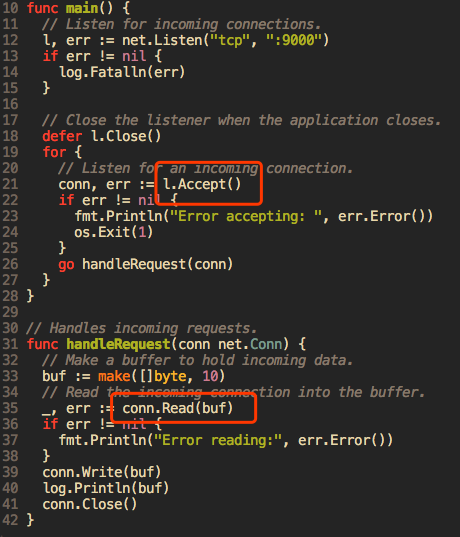 10 func main() {
11   // Listen for incoming connections.
12   l, err := net.Listen("tcp", ":9000")
13   if err != nil {
14     log.Fatalln(err)
15   }
16
17   // Close the listener when the application closes.
18   defer l.Close()
19   for {
20     // Listen for an incoming connection.
21     conn, err := l.Accept()
22     if err != nil {
23       fmt.Println("Error accepting: ", err.Error())
24       os.Exit(1)
25     }
26     go handleRequest(conn)
27   }
28 }
29
30 // Handles incoming requests.
31 func handleRequest(conn net.Conn) {
32   // Make a buffer to hold incoming data.
33   buf := make([]byte, 10)
34   // Read the incoming connection into the buffer.
35   _, err := conn.Read(buf)
36   if err != nil {
37     fmt.Println("Error reading:", err.Error())
38   }
39   conn.Write(buf)
40   log.Println(buf)
41   conn.Close()
42 }